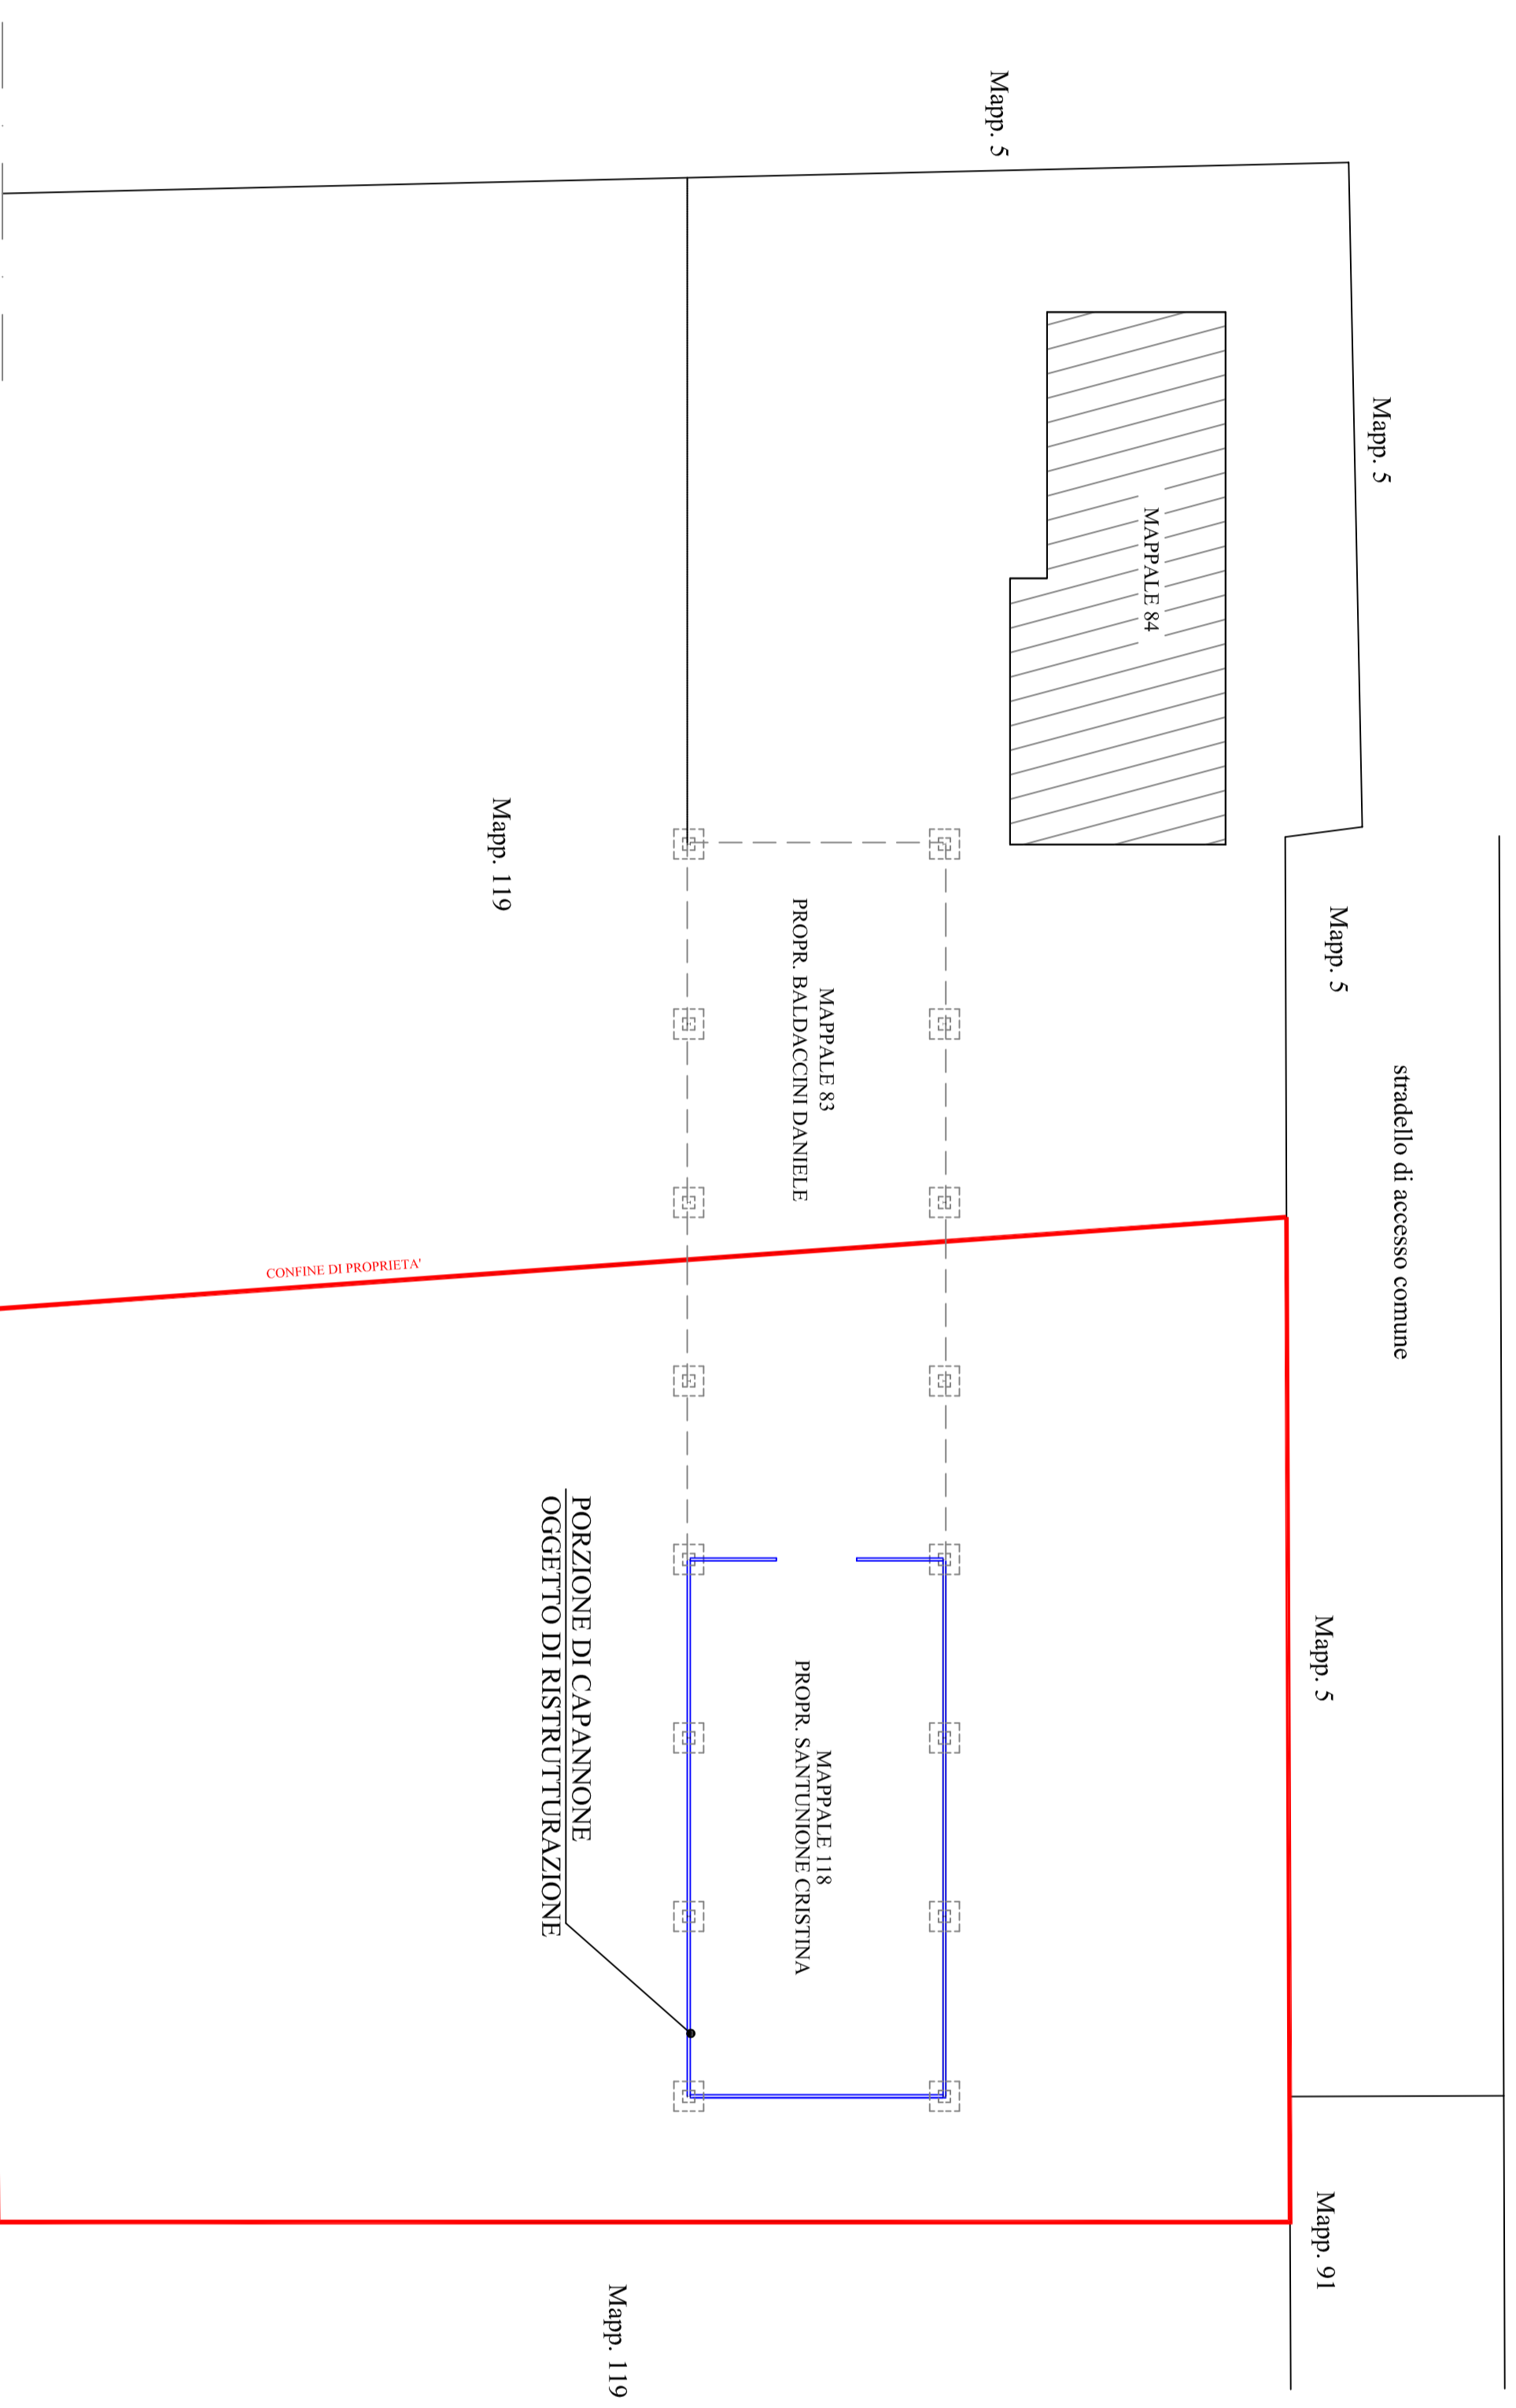 Mapp. 5
Mapp. 5
Mapp. 5
stradello di accesso comune
Mapp. 5
Mapp. 91
MAPPALE 84
MAPPALE 83
PROPR. BALDACCINI DANIELE
MAPPALE 118
PROPR. SANTUNIONE CRISTINA
Mapp. 119
CONFINE DI PROPRIETA'
PORZIONE DI CAPANNONE
OGGETTO DI RISTRUTTURAZIONE
Mapp. 119